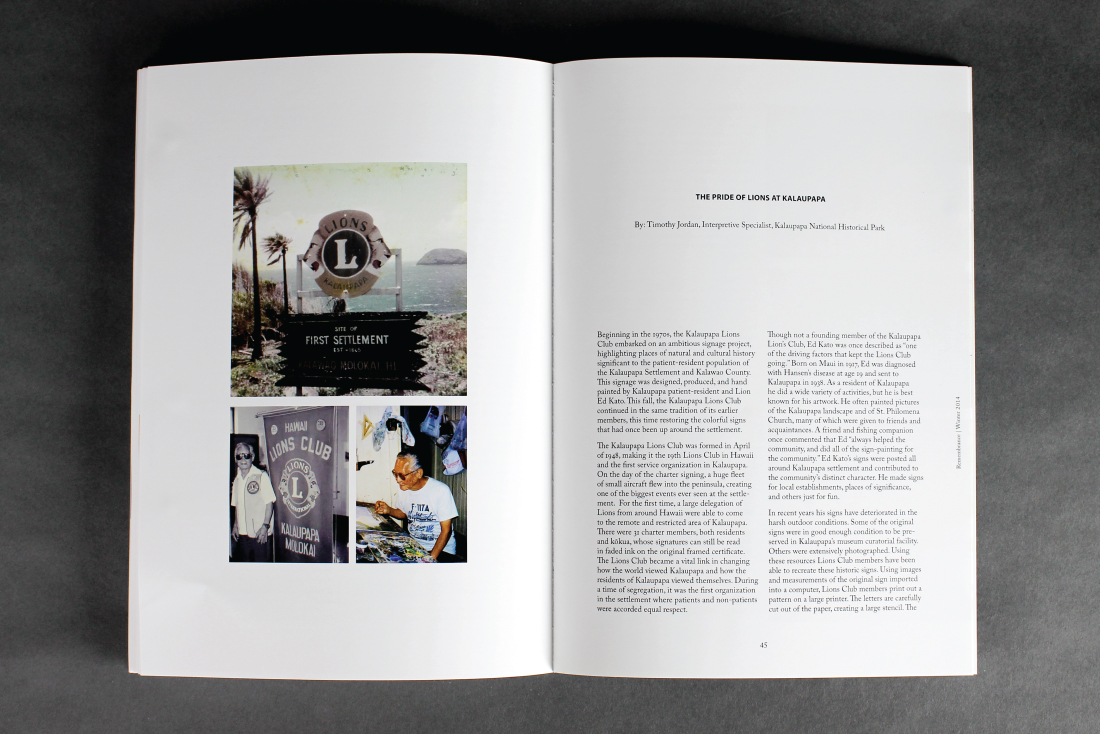 LIONS
L
KALAUPAPA
SITE OF
FIRST SETTLEMENT
MOLOKAI, HI
HAWAII
LIONS CLUB
LIONS
L
INTERNATIONAL
KALAUPAPA
MOLOKAI
THE PRIDE OF LIONS AT KALAUPAPA
By: Timothy Jordan, Interpretive Specialist, Kalaupapa National Historical Park
Beginning in the 1970s, the Kalaupapa Lions
Club embarked on an ambitious signage project,
highlighting places of natural and cultural history
significant to the patient-resident population of
the Kalaupapa Settlement and Kalawao County.
This signage was designed, produced, and hand
painted by Kalaupapa patient-resident and Lion
Ed Kato. This fall, the Kalaupapa Lions Club
continued in the same tradition of its earlier
members, this time restoring the colorful signs
that had once been up around the settlement.
The Kalaupapa Lions Club was formed in April
of 1948, making it the 19th Lions Club in Hawaii
and the first service organization in Kalaupapa.
On the day of the charter signing, a huge fleet
of small aircraft flew into the peninsula, creating
one of the biggest events ever seen at the settle-
ment. For the first time, a large delegation of
Lions from around Hawaii were able to come
to the remote and restricted area of Kalaupapa.
There were 31 charter members, both residents
and kōkua, whose signatures can still be read
in faded ink on the original framed certificate.
The Lions Club became a vital link in changing
how the world viewed Kalaupapa and how the
residents of Kalaupapa viewed themselves. During
a time of segregation, it was the first organization
in the settlement where patients and non-patients
were accorded equal respect.
Though not a founding member of the Kalaupapa
Lion's Club, Ed Kato was once described as "one
of the driving factors that kept the Lions Club
going." Born on Maui in 1917, Ed was diagnosed
with Hansen's disease at age 19 and sent to
Kalaupapa in 1938. As a resident of Kalaupapa
he did a wide variety of activities, but he is best
known for his artwork. He often painted pictures
of the Kalaupapa landscape and of St. Philomena
Church, many of which were given to friends and
acquaintances. A friend and fishing companion
once commented that Ed "always helped the
community, and did all of the sign-painting for
the community." Ed Kato's signs were posted all
around Kalaupapa settlement and contributed to
the community's distinct character. He made signs
for local establishments, places of significance,
and others just for fun.
In recent years his signs have deteriorated in the
harsh outdoor conditions. Some of the original
signs were in good enough condition to be pre-
served in Kalaupapa's museum curatorial facility.
Others were extensively photographed. Using
these resources Lions Club members have been
able to recreate these historic signs. Using images
and measurements of the original sign imported
into a computer, Lions Club members print out a
pattern on a large printer. The letters are carefully
cut-out of the paper, creating a large stencil. The
Remembrance | Winter 2014
45